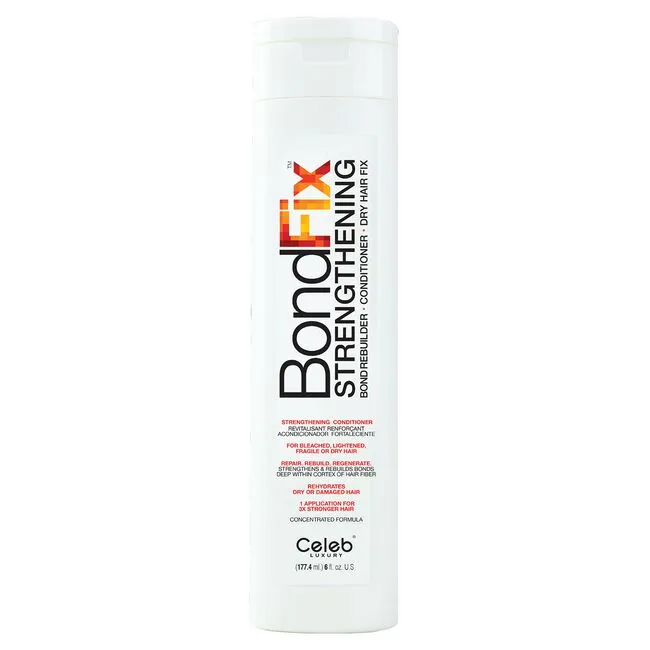 BondFix™
STRENGTHENING
BOND REBUILDER · CONDITIONER · DRY HAIR FIX
STRENGTHENING CONDITIONER
REVITALISANT RENFORÇANT
ACONDICIONADOR FORTALECIENTE
FOR BLEACHED, LIGHTENED,
FRAGILE OR DRY HAIR
REPAIR, REBUILD, REGENERATE,
STRENGTHENS & REBUILDS BONDS
DEEP WITHIN CORTEX OF HAIR FIBER
REHYDRATES
DRY OR DAMAGED HAIR
1 APPLICATION FOR
3X STRONGER HAIR
CONCENTRATED FORMULA
Celeb®
LUXURY
(177.4 ml.) 6 fl. oz. U.S